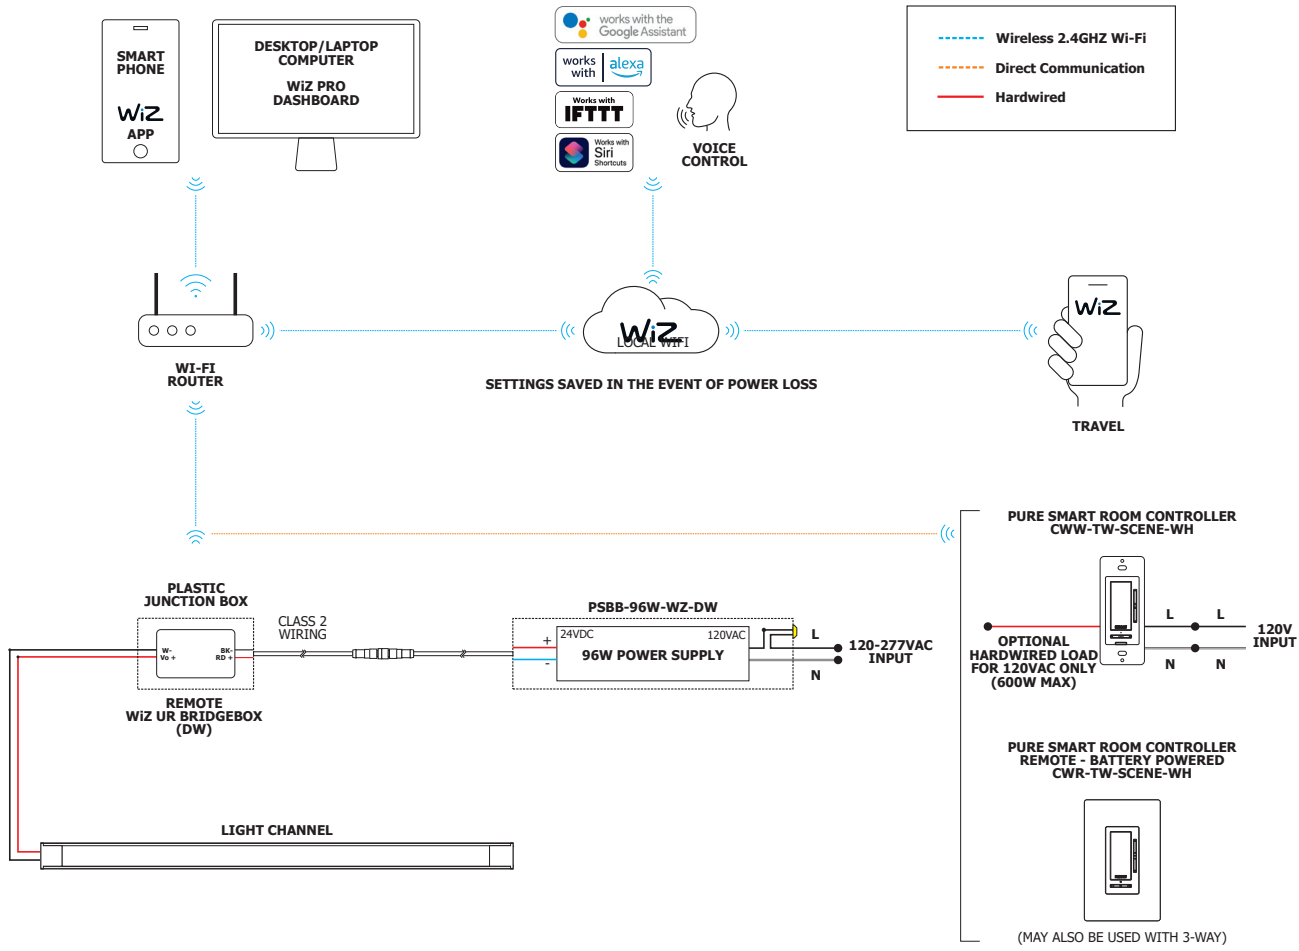 SMART
PHONE
WiZ
APP
DESKTOP/LAPTOP
COMPUTER
WiZ PRO
DASHBOARD
works with the
Google Assistant
works
with
alexa
Works with
IFTTT
Works with
Siri
Shortcuts
VOICE
CONTROL
Wireless 2.4GHZ Wi-Fi
Direct Communication
Hardwired
WI-FI
ROUTER
WiZ
LOCAL WIFI
SETTINGS SAVED IN THE EVENT OF POWER LOSS
WiZ
TRAVEL
PLASTIC
JUNCTION BOX
W-
Vo +
BK-
RD +
REMOTE
WiZ UR BRIDGEBOX
(DW)
CLASS 2
WIRING
PSBB-96W-WZ-DW
+
-
24VDC
120VAC
96W POWER SUPPLY
L
N
120-277VAC
INPUT
PURE SMART ROOM CONTROLLER
CWW-TW-SCENE-WH
OPTIONAL
HARDWIRED LOAD
FOR 120VAC ONLY
(600W MAX)
L L
N N
120V
INPUT
PURE SMART ROOM CONTROLLER
REMOTE - BATTERY POWERED
CWR-TW-SCENE-WH
(MAY ALSO BE USED WITH 3-WAY)
LIGHT CHANNEL